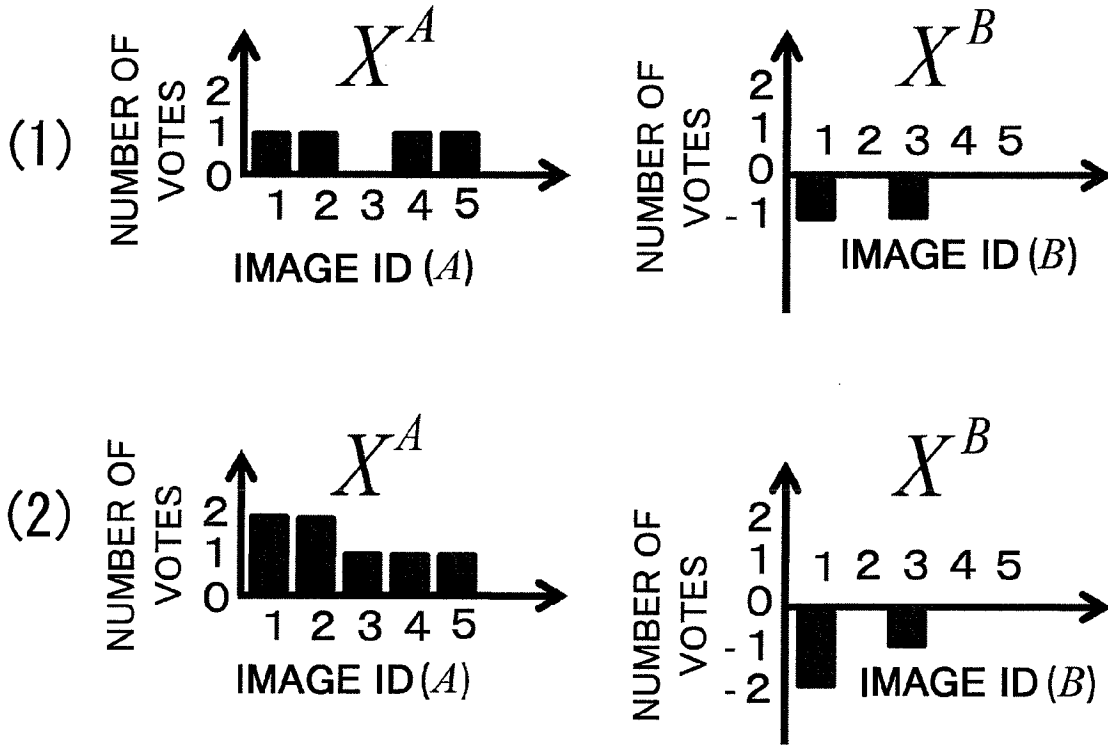 (1)
X^A
NUMBER OF
VOTES
2
1
0
1 2 3 4 5
IMAGE ID (A)
X^B
NUMBER OF
VOTES
2
1
0
- 1
1 2 3 4 5
IMAGE ID (B)
(2)
X^A
NUMBER OF
VOTES
2
1
0
1 2 3 4 5
IMAGE ID (A)
X^B
NUMBER OF
VOTES
2
1
0
- 1
- 2
1 2 3 4 5
IMAGE ID (B)